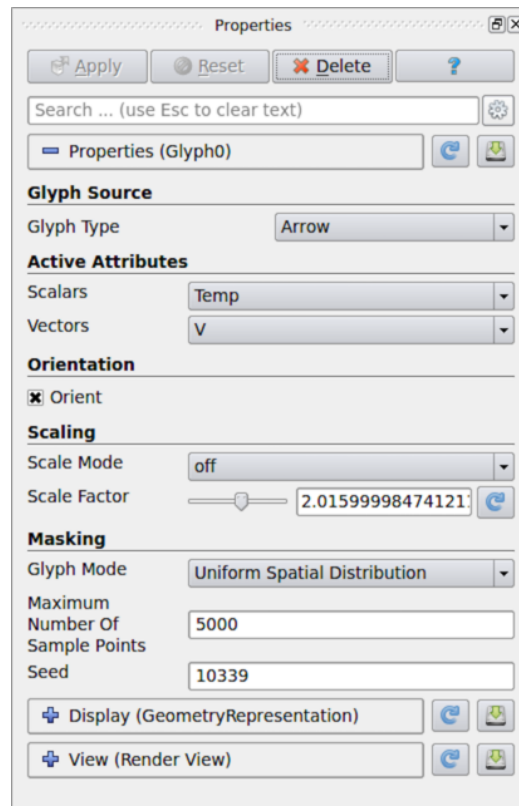 Properties
Apply Reset Delete ?
Search ... (use Esc to clear text)
Properties (Glyph0)
Glyph Source
Glyph Type Arrow
Active Attributes
Scalars Temp
Vectors V
Orientation
Orient
Scaling
Scale Mode off
Scale Factor 2.01599998474121
Masking
Glyph Mode Uniform Spatial Distribution
Maximum
Number Of
Sample Points 5000
Seed 10339
Display (GeometryRepresentation)
View (Render View)